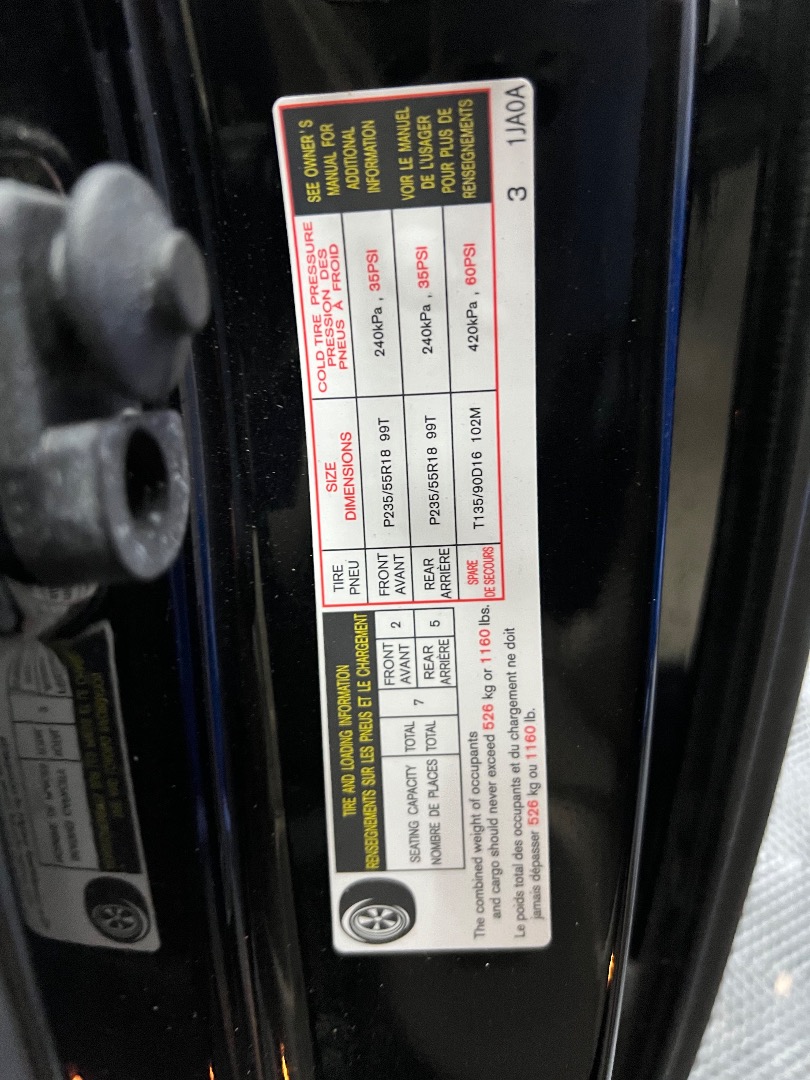 TIRE AND LOADING INFORMATION
RENSEIGNEMENTS SUR LES PNEUS ET LE CHARGEMENT
SEATING CAPACITY TOTAL 7 FRONT 2
NOMBRE DE PLACES TOTAL AVANT
REAR 5
ARRIÈRE
The combined weight of occupants
and cargo should never exceed 526 kg or 1160 lbs.
Le poids total des occupants et du chargement ne doit
jamais dépasser 526 kg ou 1160 lb.
TIRE
PNEU
SIZE
DIMENSIONS
COLD TIRE PRESSURE
PRESSION DES
PNEUS À FROID
FRONT
AVANT
P235/55R18 99T
240kPa , 35PSI
REAR
ARRIÈRE
P235/55R18 99T
240kPa , 35PSI
SPARE
DE SECOURS
T135/90D16 102M
420kPa , 60PSI
SEE OWNER'S
MANUAL FOR
ADDITIONAL
INFORMATION
VOIR LE MANUEL
DE L'USAGER
POUR PLUS DE
RENSEIGNEMENTS
3 1JA0A